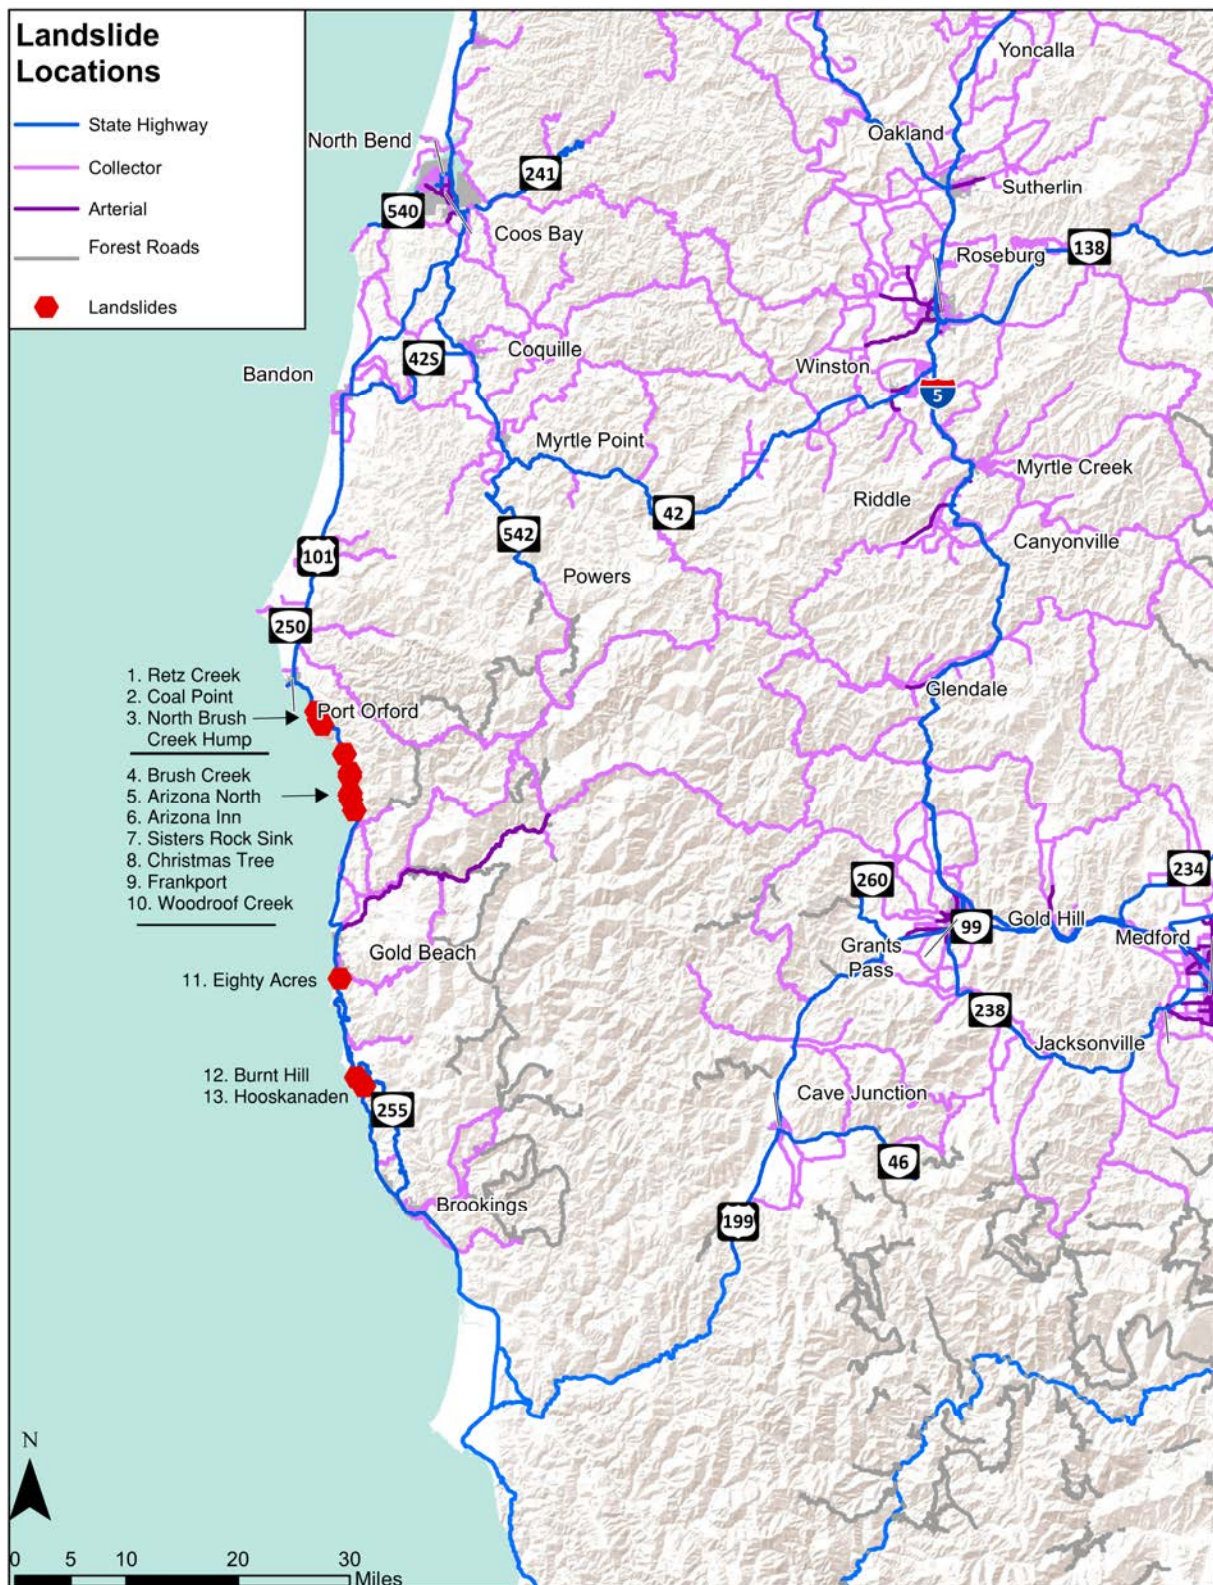 Landslide
Locations
State Highway
Collector
Arterial
Forest Roads
Landslides
Yoncalla
Oakland
North Bend
241
Sutherlin
540
Coos Bay
138
Roseburg
42S
Coquille
Winston
Bandon
5
Myrtle Point
Myrtle Creek
Riddle
42
542
Canyonville
101
Powers
250
1. Retz Creek
2. Coal Point
3. North Brush
Creek Hump
Port Orford
Glendale
4. Brush Creek
5. Arizona North
6. Arizona Inn
7. Sisters Rock Sink
8. Christmas Tree
9. Frankport
10. Woodroof Creek
234
260
Gold Hill
99
Medford
Grants
Pass
Gold Beach
11. Eighty Acres
238
Jacksonville
12. Burnt Hill
13. Hooskanaden
Cave Junction
255
46
Brookings
199
N
0 5 10 20 30
Miles